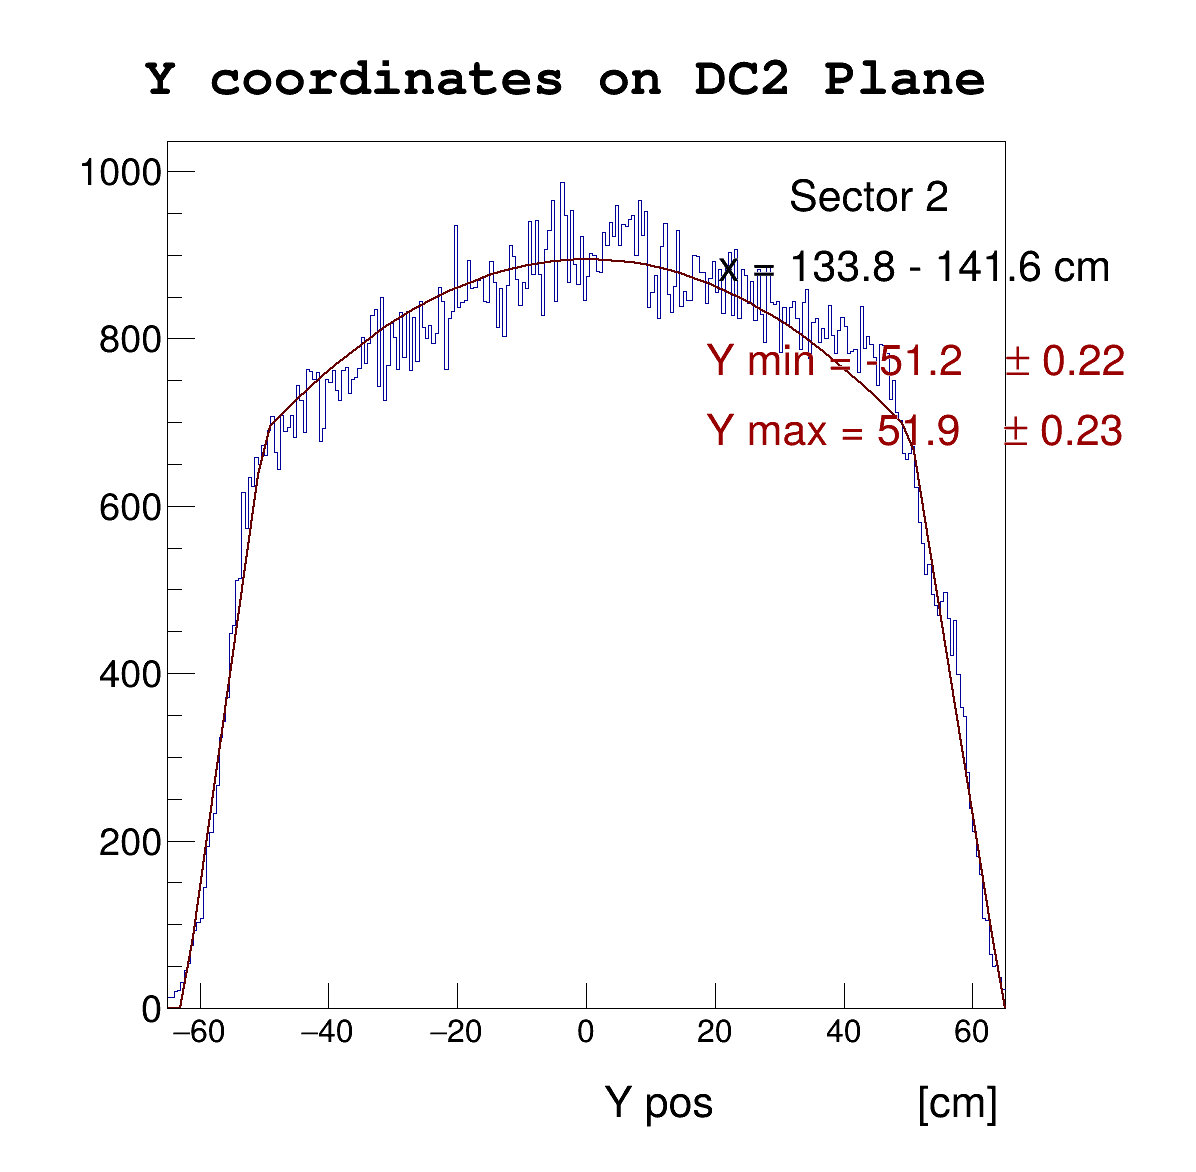 Y coordinates on DC2 Plane
Sector 2
x = 133.8 - 141.6 cm
Y min = -51.2 ± 0.22
Y max = 51.9 ± 0.23
1000
800
600
400
200
0
−60 −40 −20 0 20 40 60
Y pos [cm]